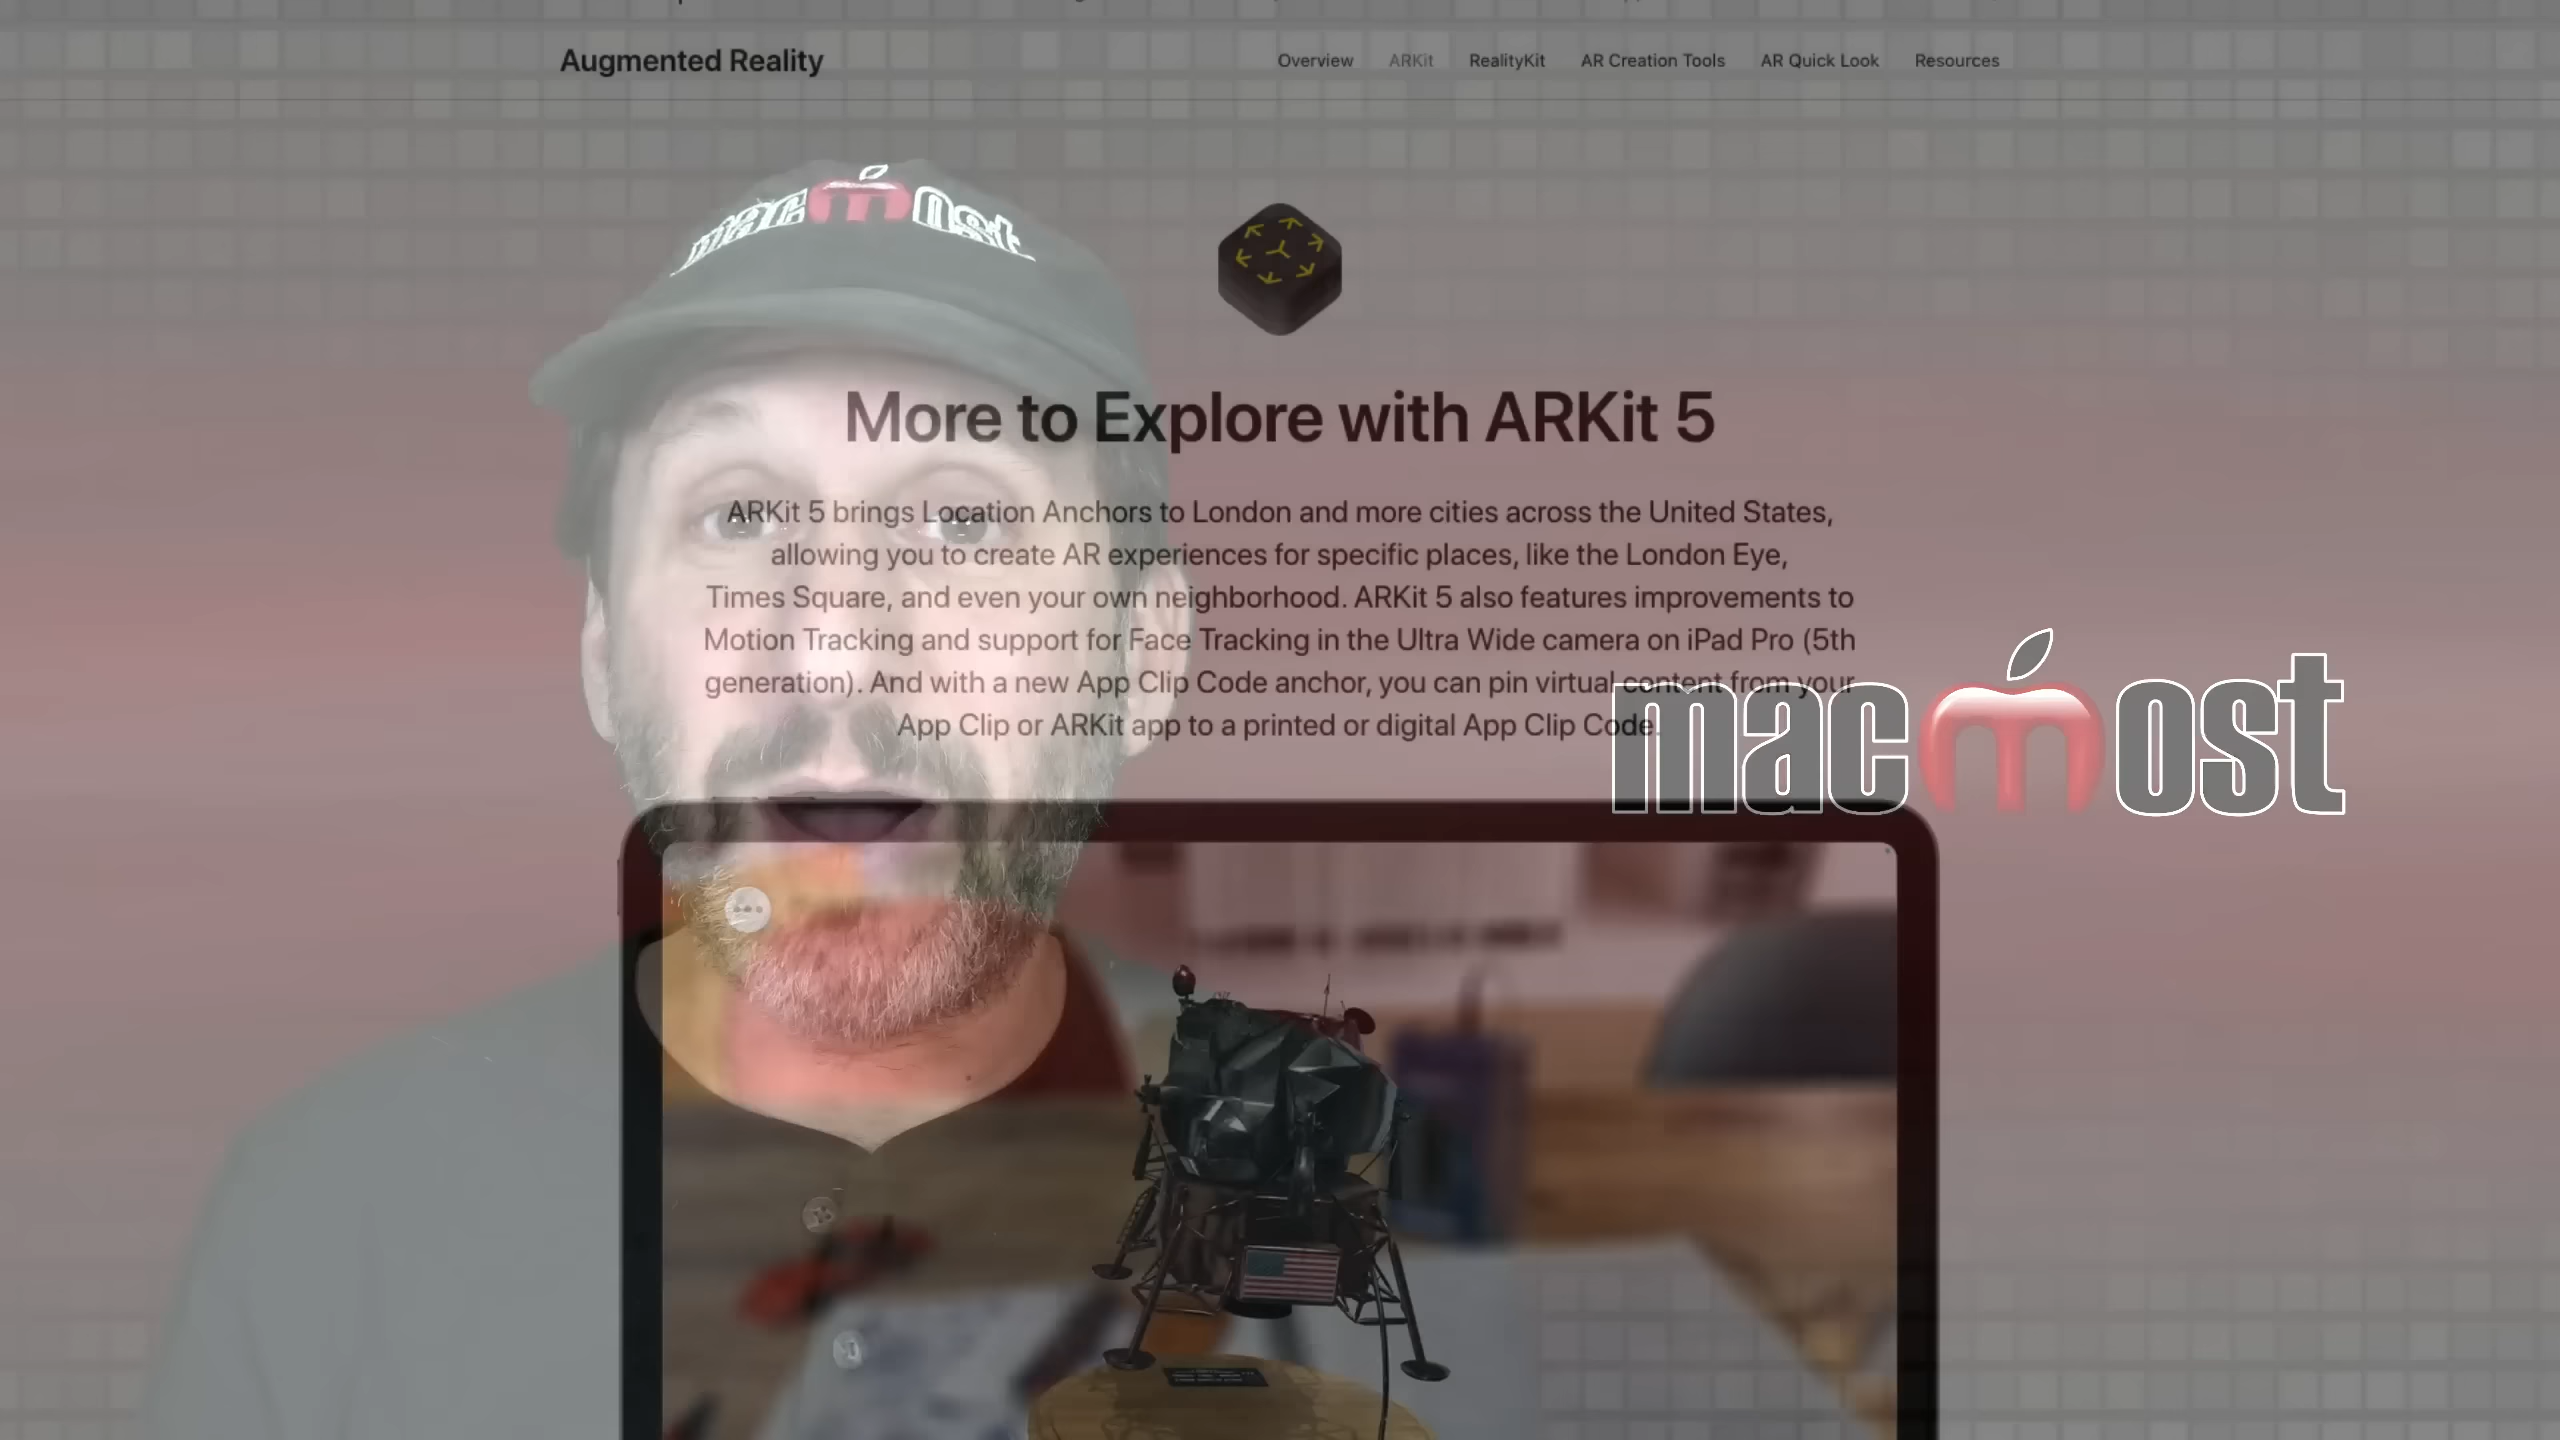 Augmented Reality
Overview ARKit RealityKit AR Creation Tools AR Quick Look Resources
mac m ost
More to Explore with ARKit 5
ARKit 5 brings Location Anchors to London and more cities across the United States,
allowing you to create AR experiences for specific places, like the London Eye,
Times Square, and even your own neighborhood. ARKit 5 also features improvements to
Motion Tracking and support for Face Tracking in the Ultra Wide camera on iPad Pro (5th
generation). And with a new App Clip Code anchor, you can pin virtual content from your
App Clip or ARKit app to a printed or digital App Clip Code.
mac m ost